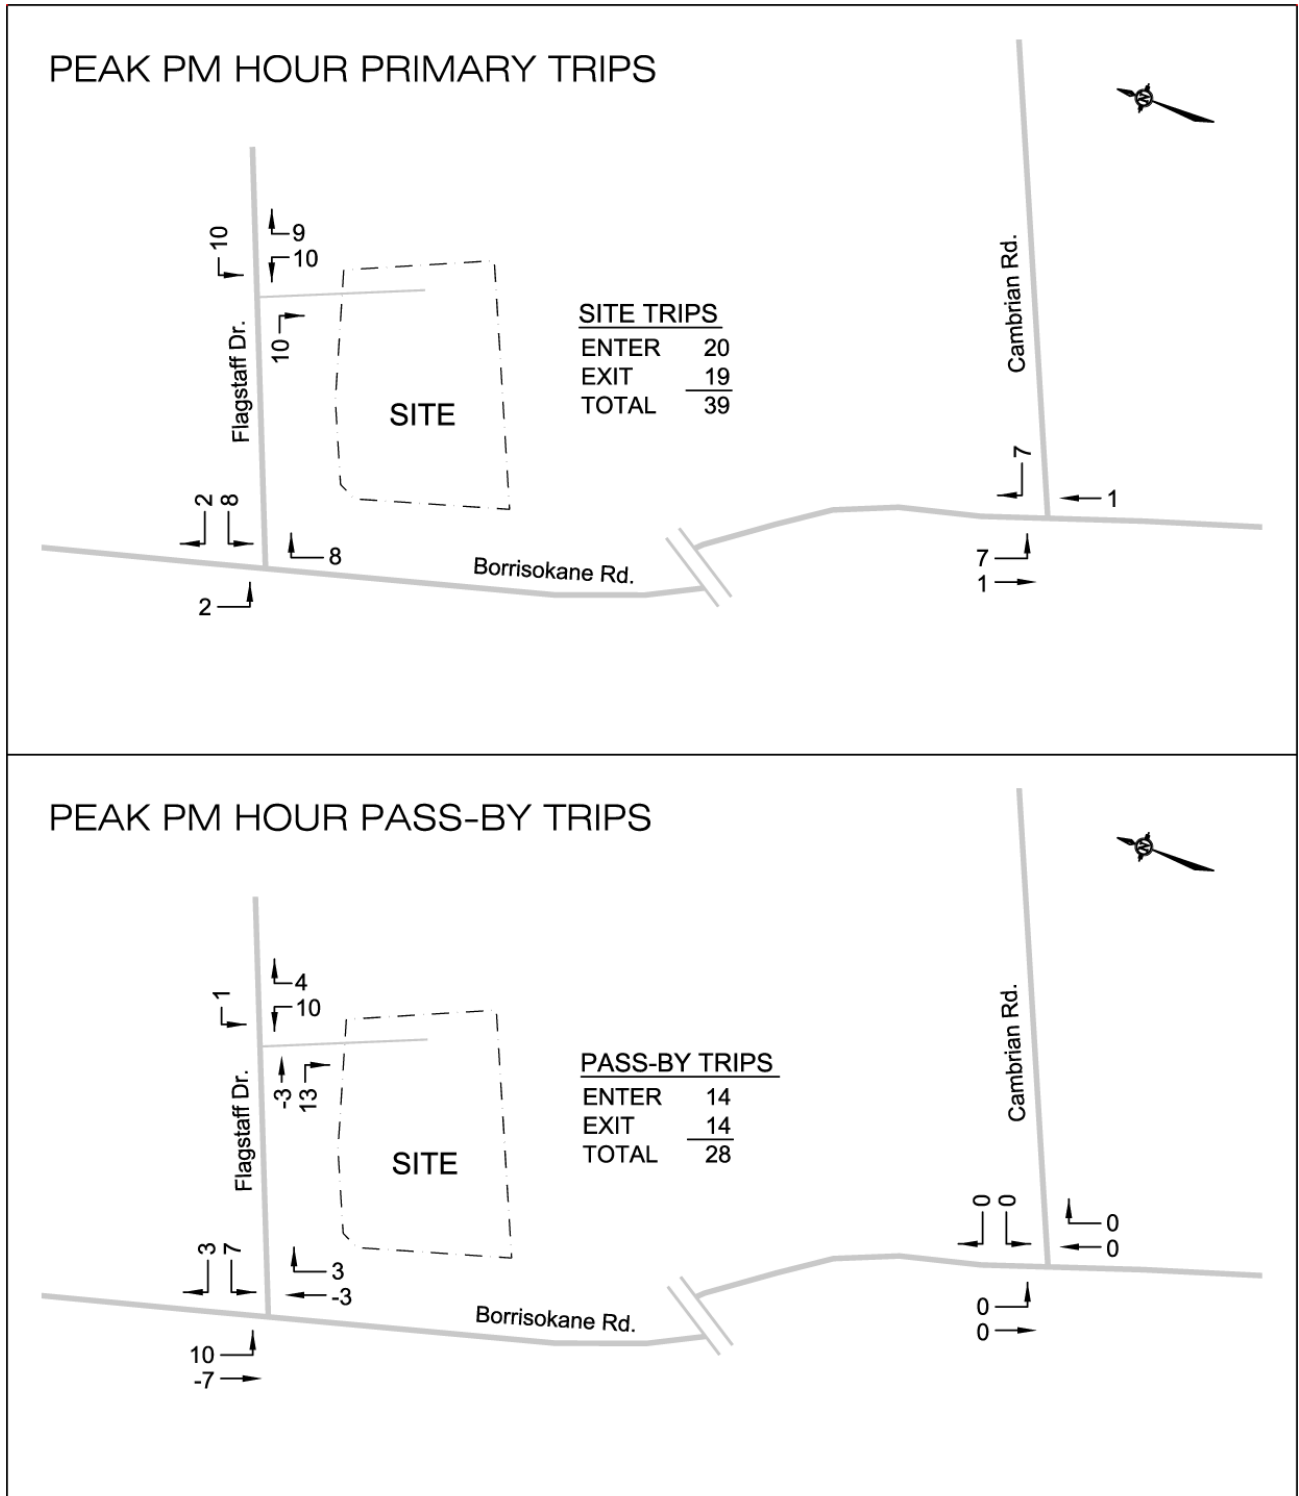 PEAK PM HOUR PRIMARY TRIPS
N
10
9
10
10
Flagstaff Dr.
SITE
SITE TRIPS
ENTER 20
EXIT 19
TOTAL 39
Cambrian Rd.
7
1
7
1
2 8
8
2
Borrisokane Rd.
PEAK PM HOUR PASS-BY TRIPS
N
1
4
10
-3 13
Flagstaff Dr.
SITE
PASS-BY TRIPS
ENTER 14
EXIT 14
TOTAL 28
Cambrian Rd.
0 0
0
0
0
0
3 7
3
-3
10
-7
Borrisokane Rd.